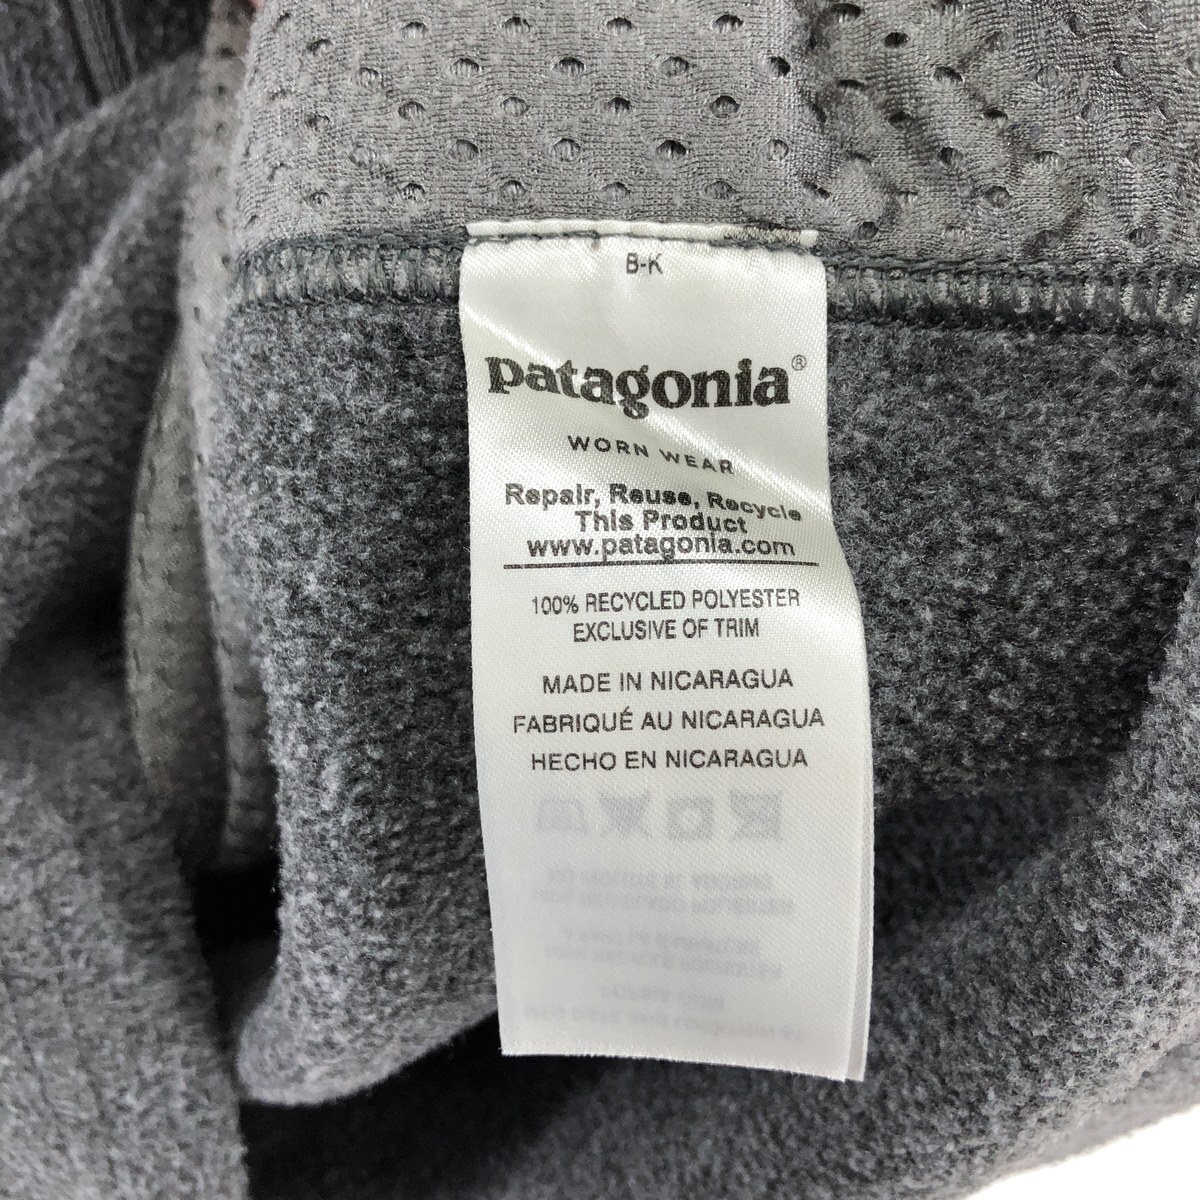 B-K
patagonia®
WORN WEAR
Repair, Reuse, Recycle
This Product
www.patagonia.com
100% RECYCLED POLYESTER
EXCLUSIVE OF TRIM
MADE IN NICARAGUA
FABRIQUÉ AU NICARAGUA
HECHO EN NICARAGUA